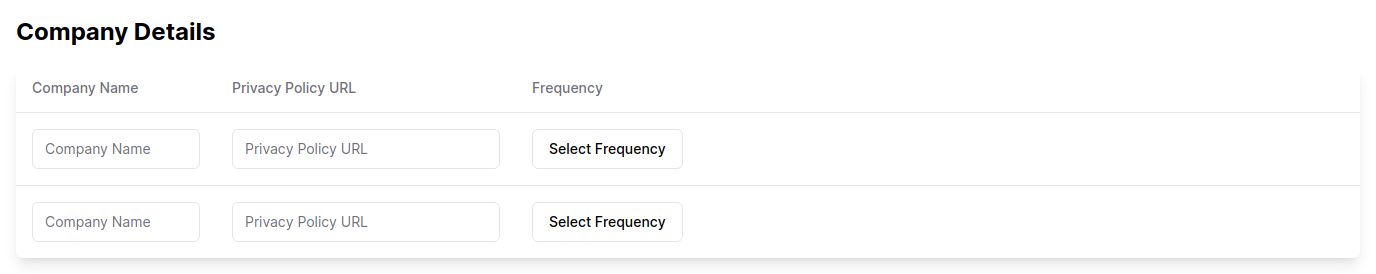 Company Details
Company Name Privacy Policy URL Frequency
Company Name Privacy Policy URL Select Frequency
Company Name Privacy Policy URL Select Frequency